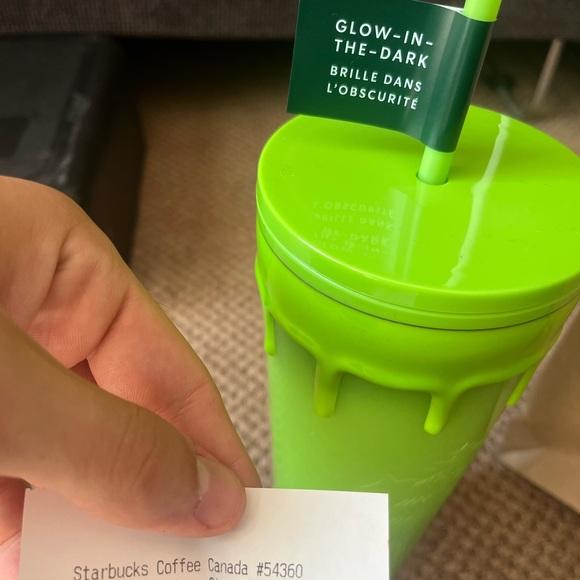 GLOW-IN-
THE-DARK
BRILLE DANS
L'OBSCURITÉ
Starbucks Coffee Canada #54360